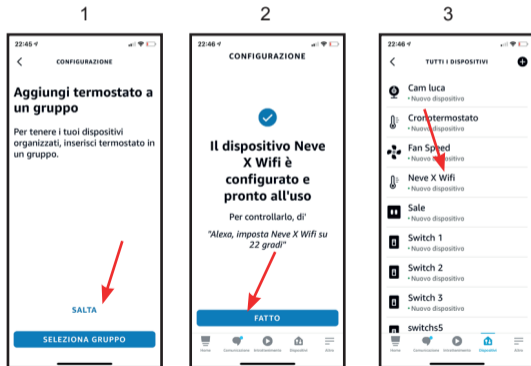 1
22:45
CONFIGURAZIONE
Aggiungi termostato a
un gruppo
Per tenere i tuoi dispositivi
organizzati, inserisci termostato in
un gruppo.
SALTA
SELEZIONA GRUPPO
2
22:46
CONFIGURAZIONE
Il dispositivo Neve
X Wifi è
configurato e
pronto all'uso
Per controllarlo, di'
"Alexa, imposta Neve X Wifi su
22 gradi"
FATTO
Home Comunicazione Intrattenimento Dispositivi Altro
3
22:46
TUTTI I DISPOSITIVI
Cam luca
• Nuovo dispositivo
Cronotermostato
• Nuovo dispositivo
Fan Speed
• Nuovo dispositivo
Neve X Wifi
• Nuovo dispositivo
Sale
• Nuovo dispositivo
Switch 1
• Nuovo dispositivo
Switch 2
• Nuovo dispositivo
Switch 3
• Nuovo dispositivo
switchs5
Home Comunicazione Intrattenimento Dispositivi Altro